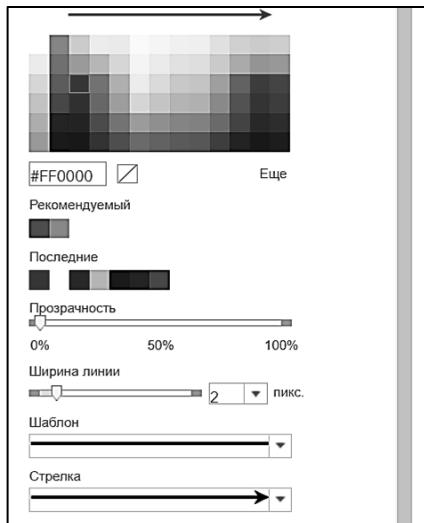 #FF0000 Еще
Рекомендуемый
Последние
Прозрачность
0% 50% 100%
Ширина линии
2 пикс.
Шаблон
Стрелка